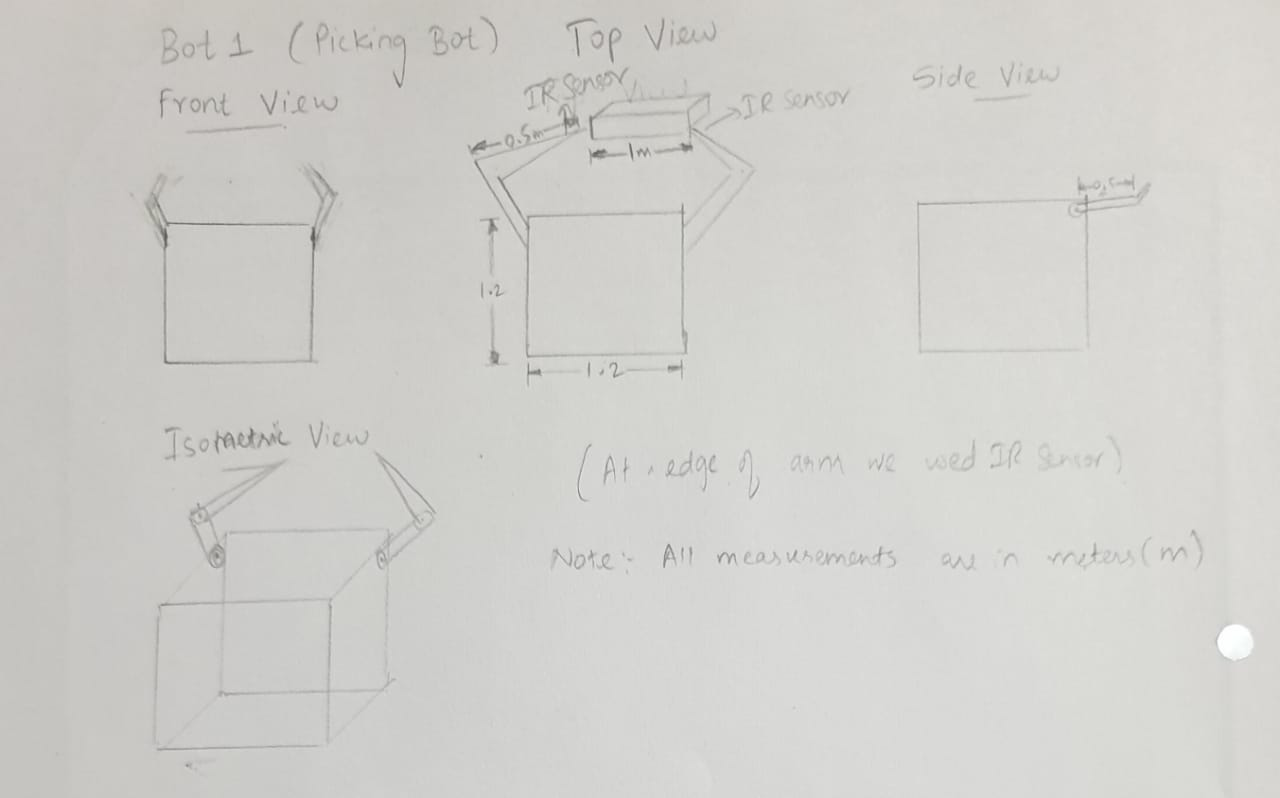 Bot 1 (Picking Bot)
Top View
Front View
Side View
IR Sensor
IR Sensor
0.5m
1m
0.5
1.2
1.2
Isometric View
(At edge of arm we used IR Sensor)
Note:- All measurements are in meters(m)